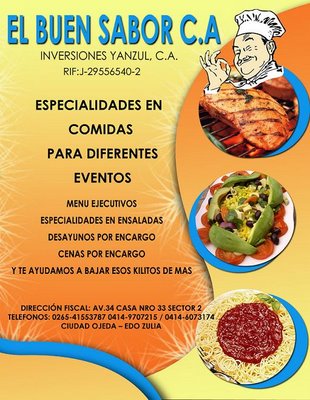 EL BUEN SABOR C.A
INVERSIONES YANZUL, C.A.
RIF:J-29556540-2
ESPECIALIDADES EN
COMIDAS
PARA DIFERENTES
EVENTOS
MENU EJECUTIVOS
ESPECIALIDADES EN ENSALADAS
DESAYUNOS POR ENCARGO
CENAS POR ENCARGO
Y TE AYUDAMOS A BAJAR ESOS KILITOS DE MAS
DIRECCIÓN FISCAL: AV.34 CASA NRO 33 SECTOR 2
TELEFONOS: 0265-41553787 0414-9707215 / 0414-6073174
CIUDAD OJEDA – EDO ZULIA